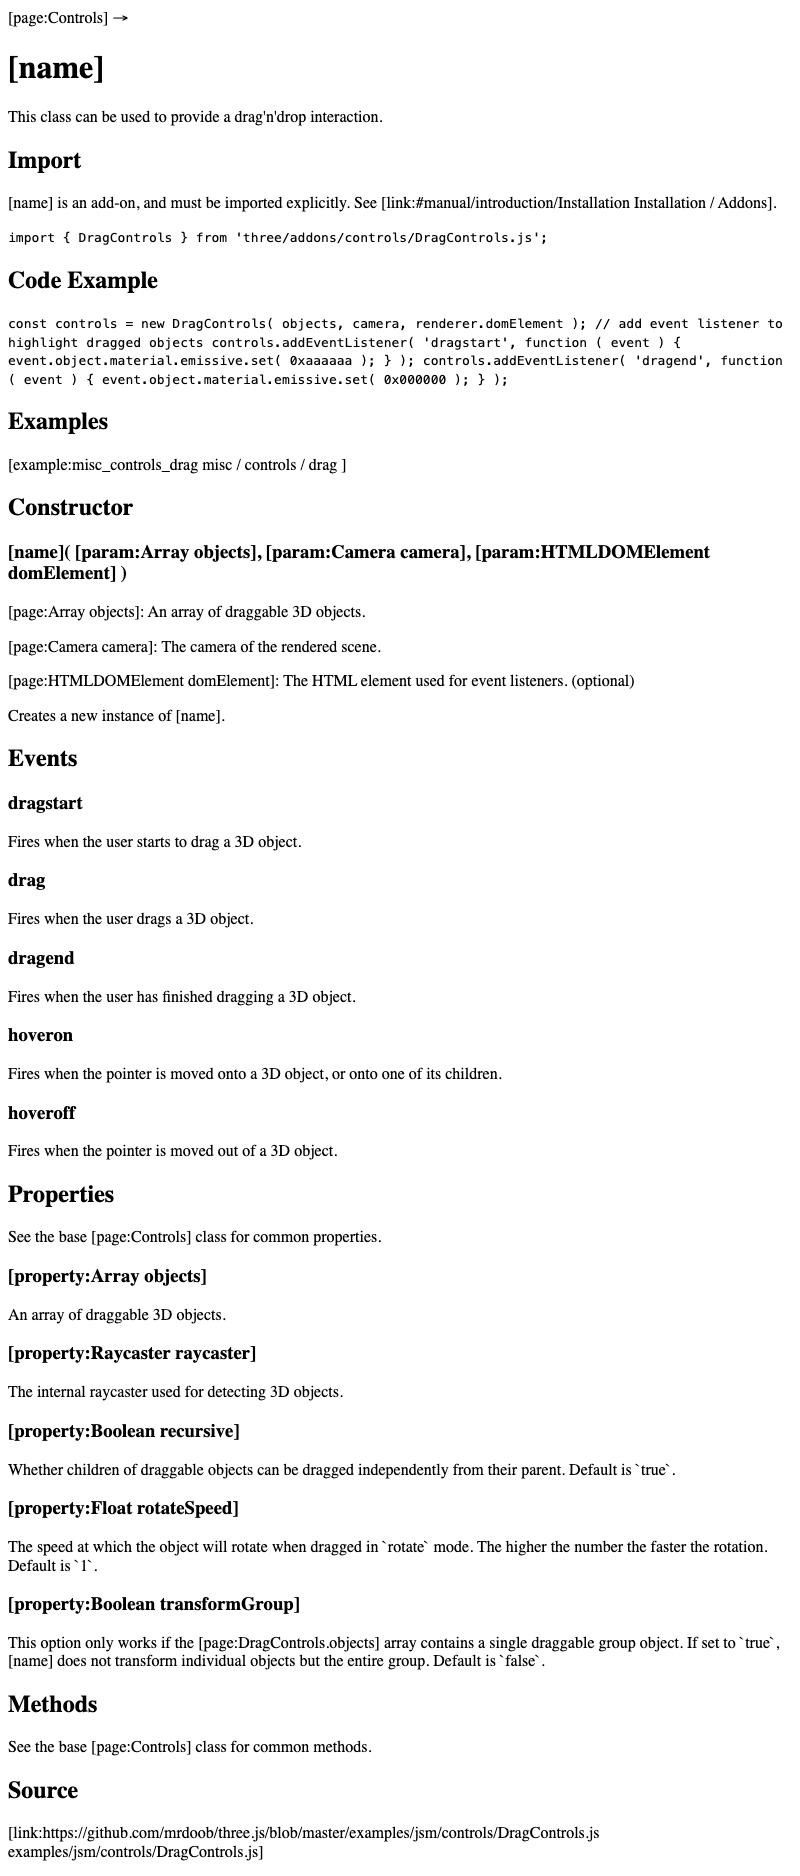 [page:Controls] →
[name]
This class can be used to provide a drag'n'drop interaction.
Import
[name] is an add-on, and must be imported explicitly. See [link:#manual/introduction/Installation Installation / Addons].
import { DragControls } from 'three/addons/controls/DragControls.js';
Code Example
const controls = new DragControls( objects, camera, renderer.domElement ); // add event listener to
highlight dragged objects controls.addEventListener( 'dragstart', function ( event ) {
event.object.material.emissive.set( 0xaaaaaa ); } ); controls.addEventListener( 'dragend', function
( event ) { event.object.material.emissive.set( 0x000000 ); } );
Examples
[example:misc_controls_drag misc / controls / drag ]
Constructor
[name]( [param:Array objects], [param:Camera camera], [param:HTMLDOMElement
domElement] )
[page:Array objects]: An array of draggable 3D objects.
[page:Camera camera]: The camera of the rendered scene.
[page:HTMLDOMElement domElement]: The HTML element used for event listeners. (optional)
Creates a new instance of [name].
Events
dragstart
Fires when the user starts to drag a 3D object.
drag
Fires when the user drags a 3D object.
dragend
Fires when the user has finished dragging a 3D object.
hoveron
Fires when the pointer is moved onto a 3D object, or onto one of its children.
hoveroff
Fires when the pointer is moved out of a 3D object.
Properties
See the base [page:Controls] class for common properties.
[property:Array objects]
An array of draggable 3D objects.
[property:Raycaster raycaster]
The internal raycaster used for detecting 3D objects.
[property:Boolean recursive]
Whether children of draggable objects can be dragged independently from their parent. Default is `true`.
[property:Float rotateSpeed]
The speed at which the object will rotate when dragged in `rotate` mode. The higher the number the faster the rotation.
Default is `1`.
[property:Boolean transformGroup]
This option only works if the [page:DragControls.objects] array contains a single draggable group object. If set to `true`,
[name] does not transform individual objects but the entire group. Default is `false`.
Methods
See the base [page:Controls] class for common methods.
Source
[link:https://github.com/mrdoob/three.js/blob/master/examples/jsm/controls/DragControls.js
examples/jsm/controls/DragControls.js]